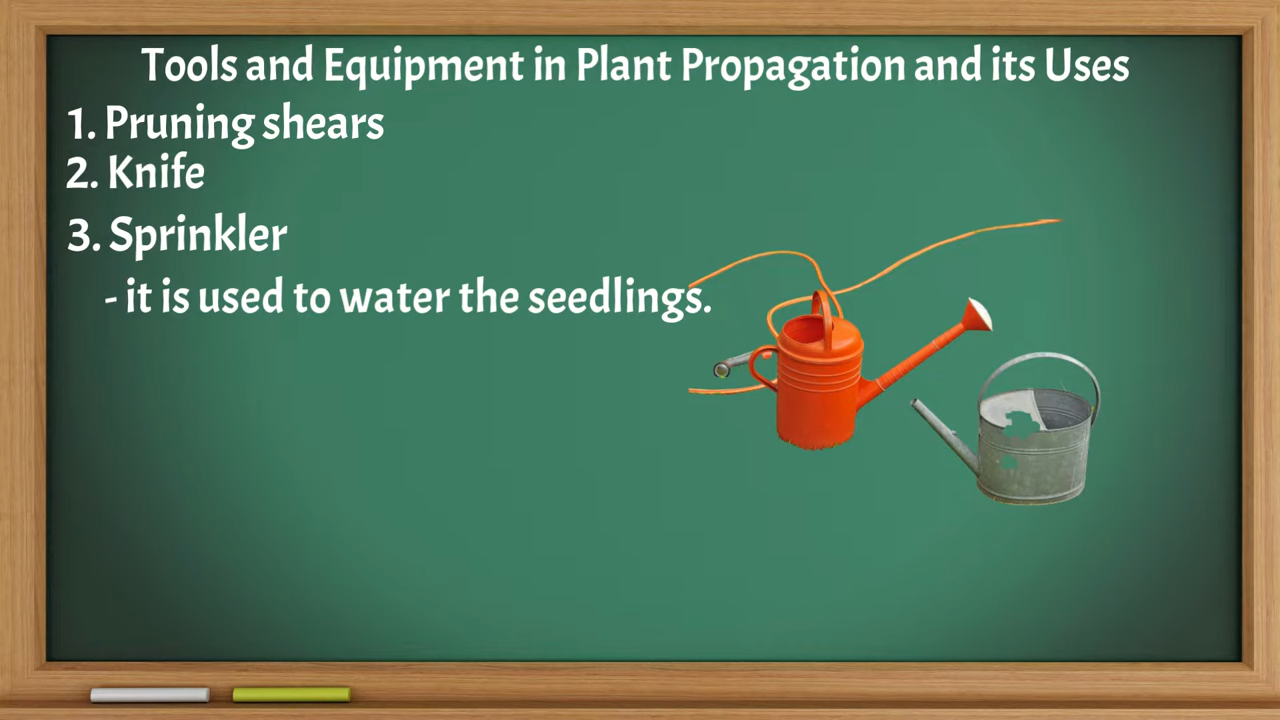 Tools and Equipment in Plant Propagation and its Uses
1. Pruning shears
2. Knife
3. Sprinkler
- it is used to water the seedlings.